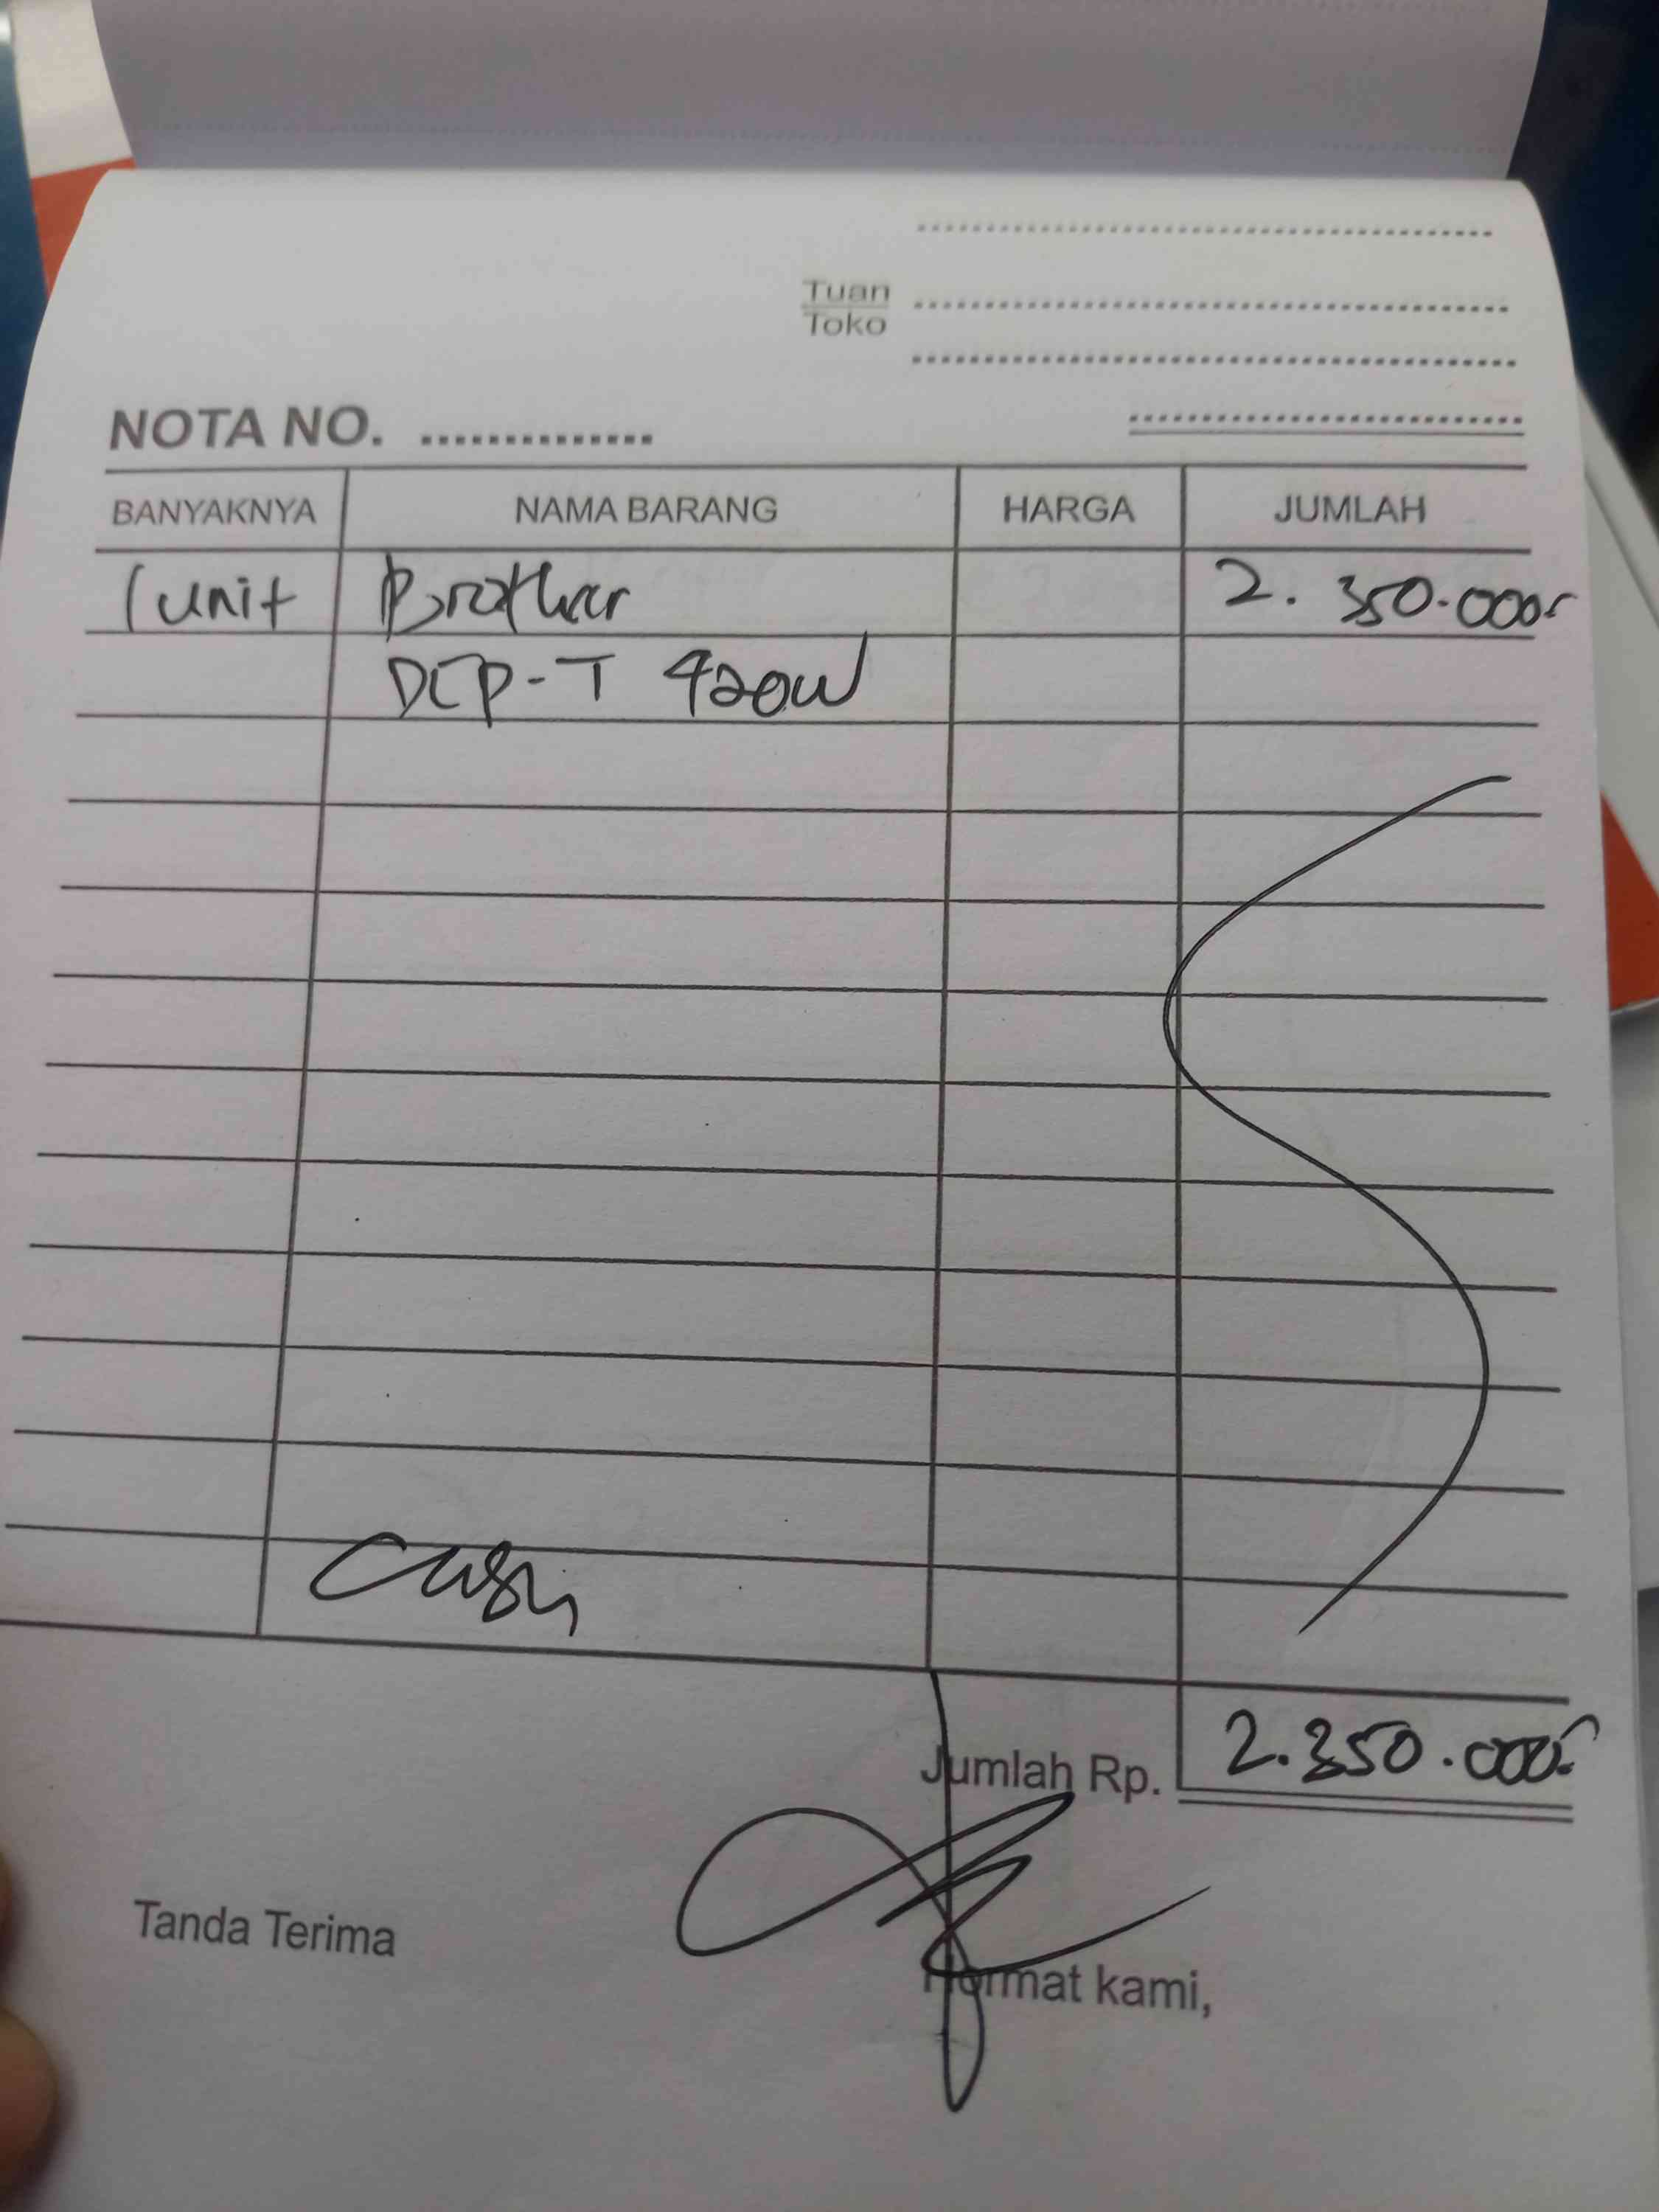 Tuan
Toko
NOTA NO. ..............
BANYAKNYA NAMA BARANG HARGA JUMLAH
1 unit Brother 2.350.000,-
DCP-T 420W
Cash
Jumlah Rp. 2.350.000,-
Tanda Terima
Hormat kami,